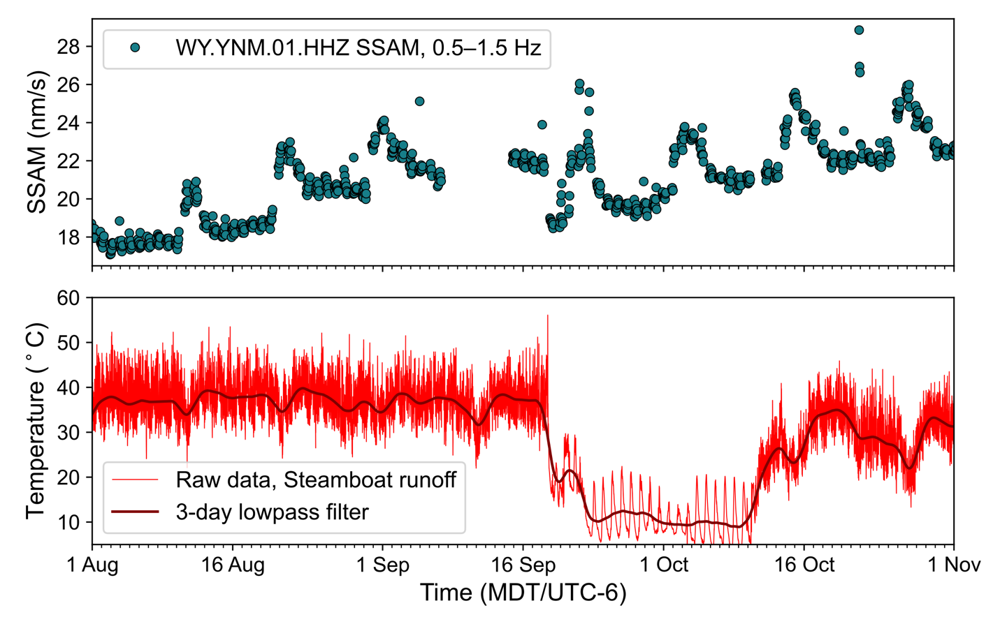 WY.YNM.01.HHZ SSAM, 0.5–1.5 Hz
SSAM (nm/s)
28
26
24
22
20
18
Temperature (°C)
60
50
40
30
20
10
Raw data, Steamboat runoff
3-day lowpass filter
1 Aug 16 Aug 1 Sep 16 Sep 1 Oct 16 Oct 1 Nov
Time (MDT/UTC-6)